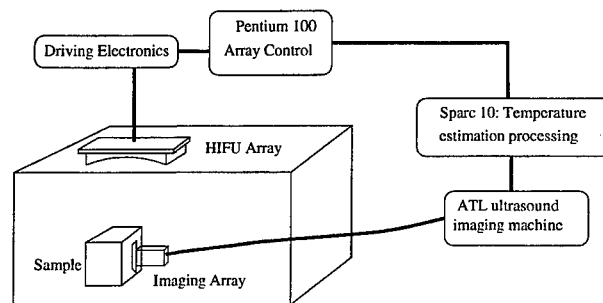 Pentium 100
Array Control
Driving Electronics
Sparc 10: Temperature
estimation processing
HIFU Array
ATL ultrasound
imaging machine
Sample
Imaging Array